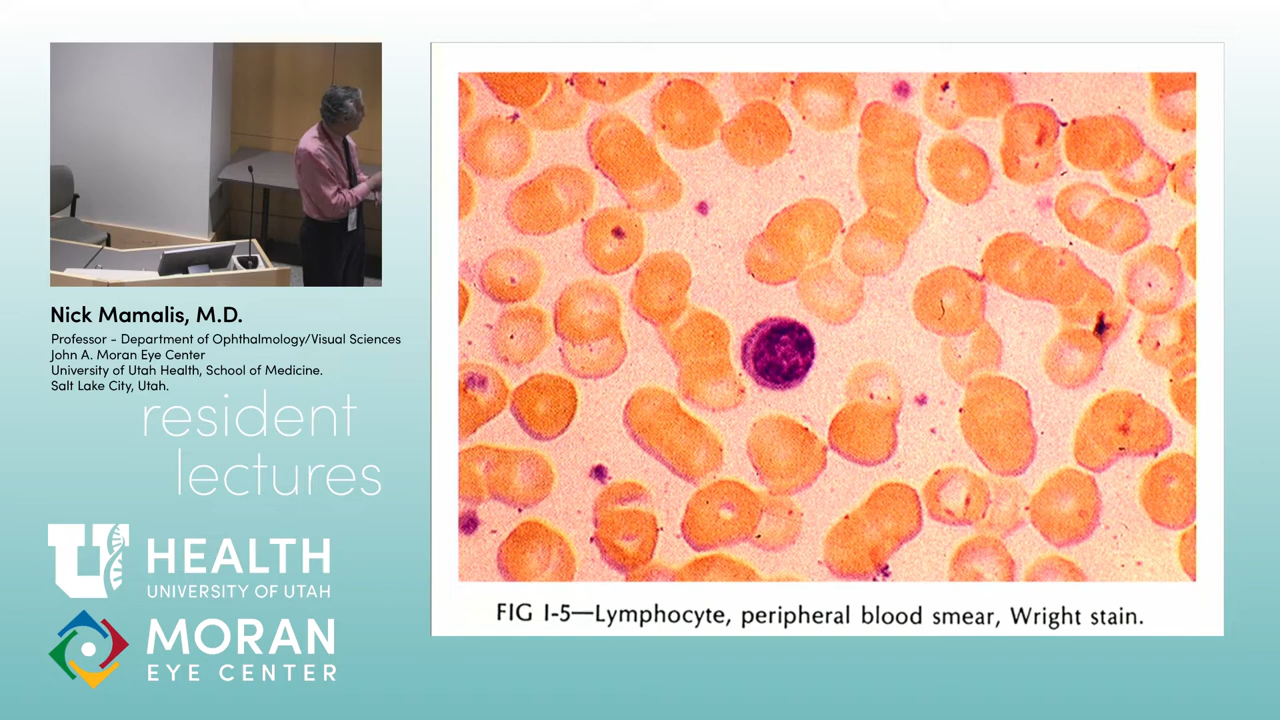 Nick Mamalis, M.D.
Professor - Department of Ophthalmology/Visual Sciences
John A. Moran Eye Center
University of Utah Health, School of Medicine.
Salt Lake City, Utah.
resident
lectures
U HEALTH
UNIVERSITY OF UTAH
MORAN
EYE CENTER
FIG I-5—Lymphocyte, peripheral blood smear, Wright stain.